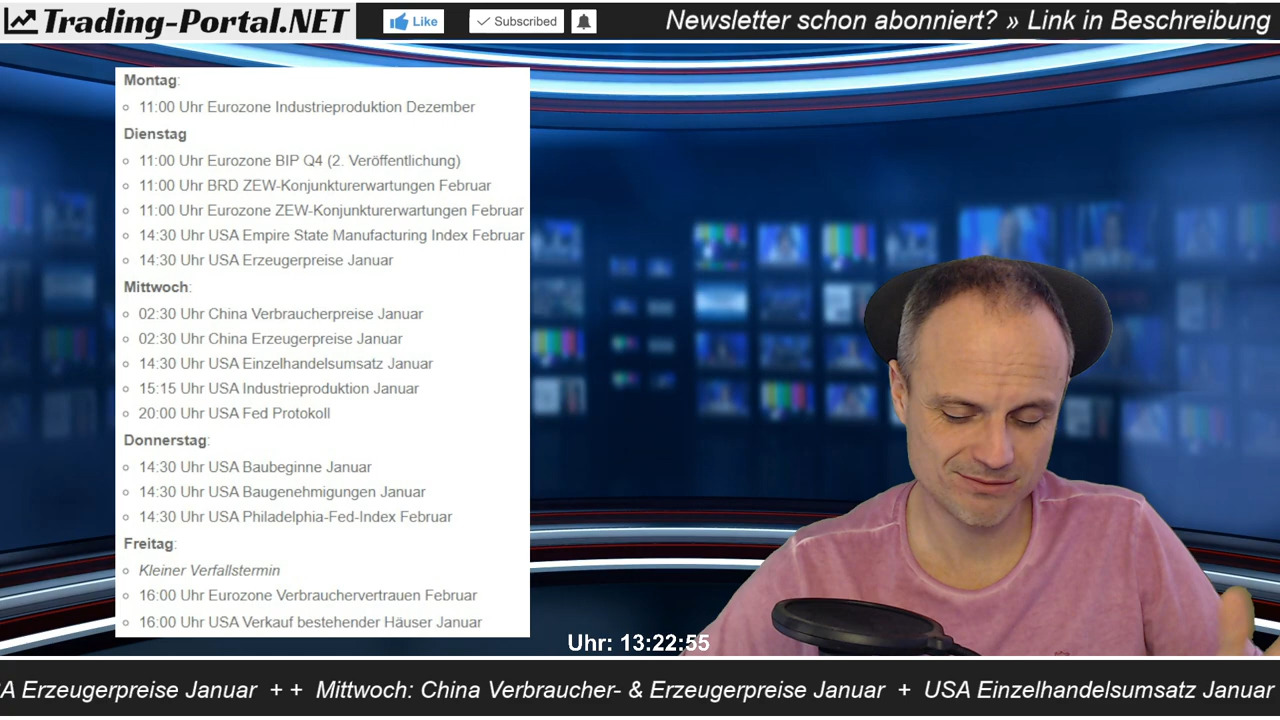 Trading-Portal.NET
Like
Subscribed
Newsletter schon abonniert? » Link in Beschreibung
Montag:
11:00 Uhr Eurozone Industrieproduktion Dezember
Dienstag
11:00 Uhr Eurozone BIP Q4 (2. Veröffentlichung)
11:00 Uhr BRD ZEW-Konjunkturerwartungen Februar
11:00 Uhr Eurozone ZEW-Konjunkturerwartungen Februar
14:30 Uhr USA Empire State Manufacturing Index Februar
14:30 Uhr USA Erzeugerpreise Januar
Mittwoch:
02:30 Uhr China Verbraucherpreise Januar
02:30 Uhr China Erzeugerpreise Januar
14:30 Uhr USA Einzelhandelsumsatz Januar
15:15 Uhr USA Industrieproduktion Januar
20:00 Uhr USA Fed Protokoll
Donnerstag:
14:30 Uhr USA Baubeginne Januar
14:30 Uhr USA Baugenehmigungen Januar
14:30 Uhr USA Philadelphia-Fed-Index Februar
Freitag:
Kleiner Verfallstermin
16:00 Uhr Eurozone Verbrauchervertrauen Februar
16:00 Uhr USA Verkauf bestehender Häuser Januar
Uhr: 13:22:55
SA Erzeugerpreise Januar + + Mittwoch: China Verbraucher- & Erzeugerpreise Januar + USA Einzelhandelsumsatz Januar